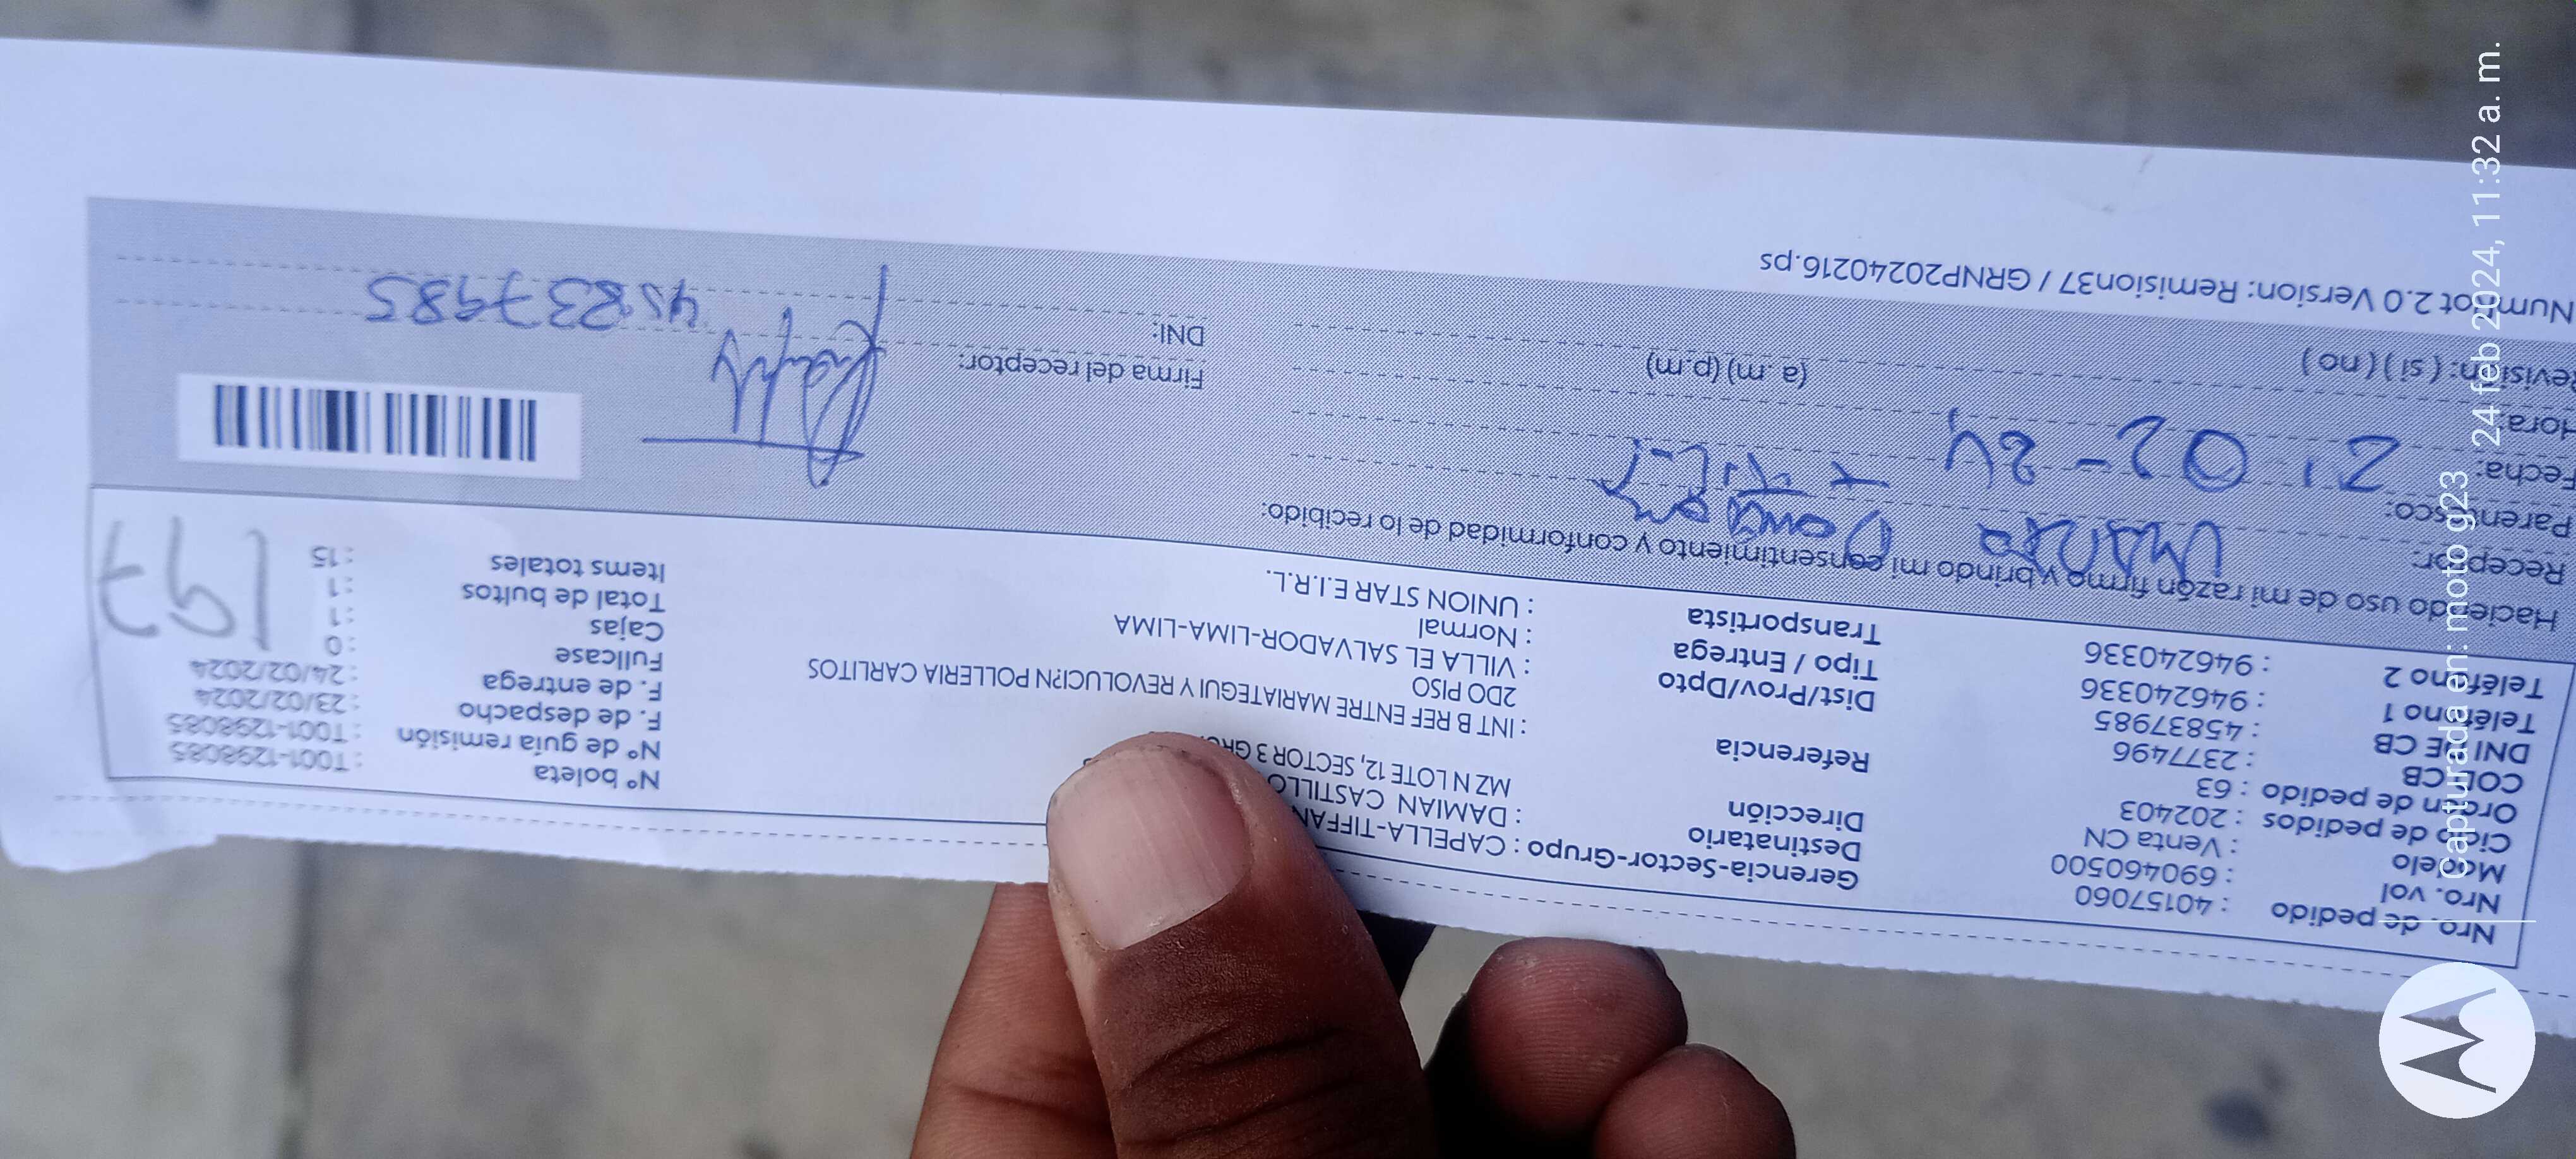 Nro. de pedido : 40157060
Nro. vol : 690460500
Modelo : Venta CN
Ciclo de pedidos : 202403
Orden de pedido : 63
COD CB : 2377496
DNI DE CB : 45837985
Teléfono 1 : 946240336
Teléfono 2 : 946240336
Gerencia-Sector-Grupo : CAPELLA-TIFFAN
Destinatario : DAMIAN CASTILLO
Dirección
MZ N LOTE 12, SECTOR 3 GR
Referencia : INT B REF ENTRE MARIATEGUI Y REVOLUCI?N POLLERIA CARLITOS
2DO PISO
Dist/Prov/Dpto : VILLA EL SALVADOR-LIMA-LIMA
Tipo / Entrega : Normal
Transportista : UNION STAR E.I.R.L.
N° boleta : T001-1298085
N° de guía remisión : T001-1298085
F. de despacho : 23/02/2024
F. de entrega : 24/02/2024
Fullcase : 0
Cajas : 1
Total de bultos : 1
Items totales : 15
197
Haciendo uso de mi razón firmo y brindo mi consentimiento y conformidad de lo recibido:
Receptor:
Parentesco:
Fecha:
Hora: (a.m) (p.m)
Revisión: ( si ) ( no )
Firma del receptor:
DNI: 45837985
Numrot 2.0 Version: Remision37 / GRNP20240216.ps
Capturada en: moto g23 24 feb 2024, 11:32 a. m.